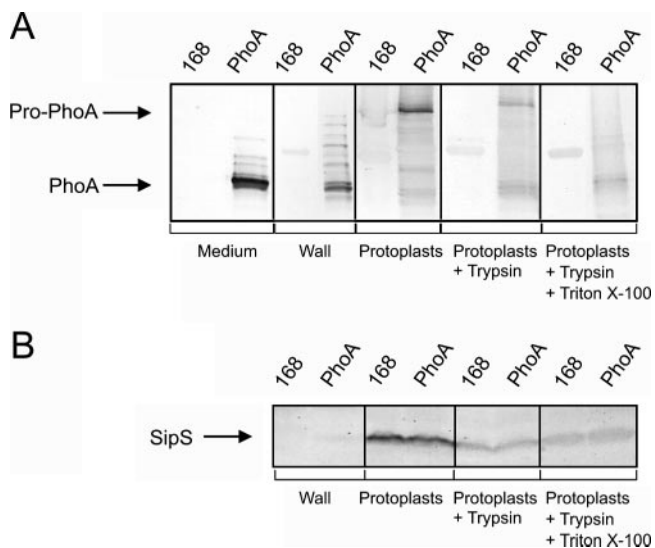 A
168 PhoA 168 PhoA 168 PhoA 168 PhoA 168 PhoA
Pro-PhoA
PhoA
Medium Wall Protoplasts Protoplasts + Trypsin Protoplasts + Trypsin + Triton X-100
B
168 PhoA 168 PhoA 168 PhoA 168 PhoA
SipS
Wall Protoplasts Protoplasts + Trypsin Protoplasts + Trypsin + Triton X-100